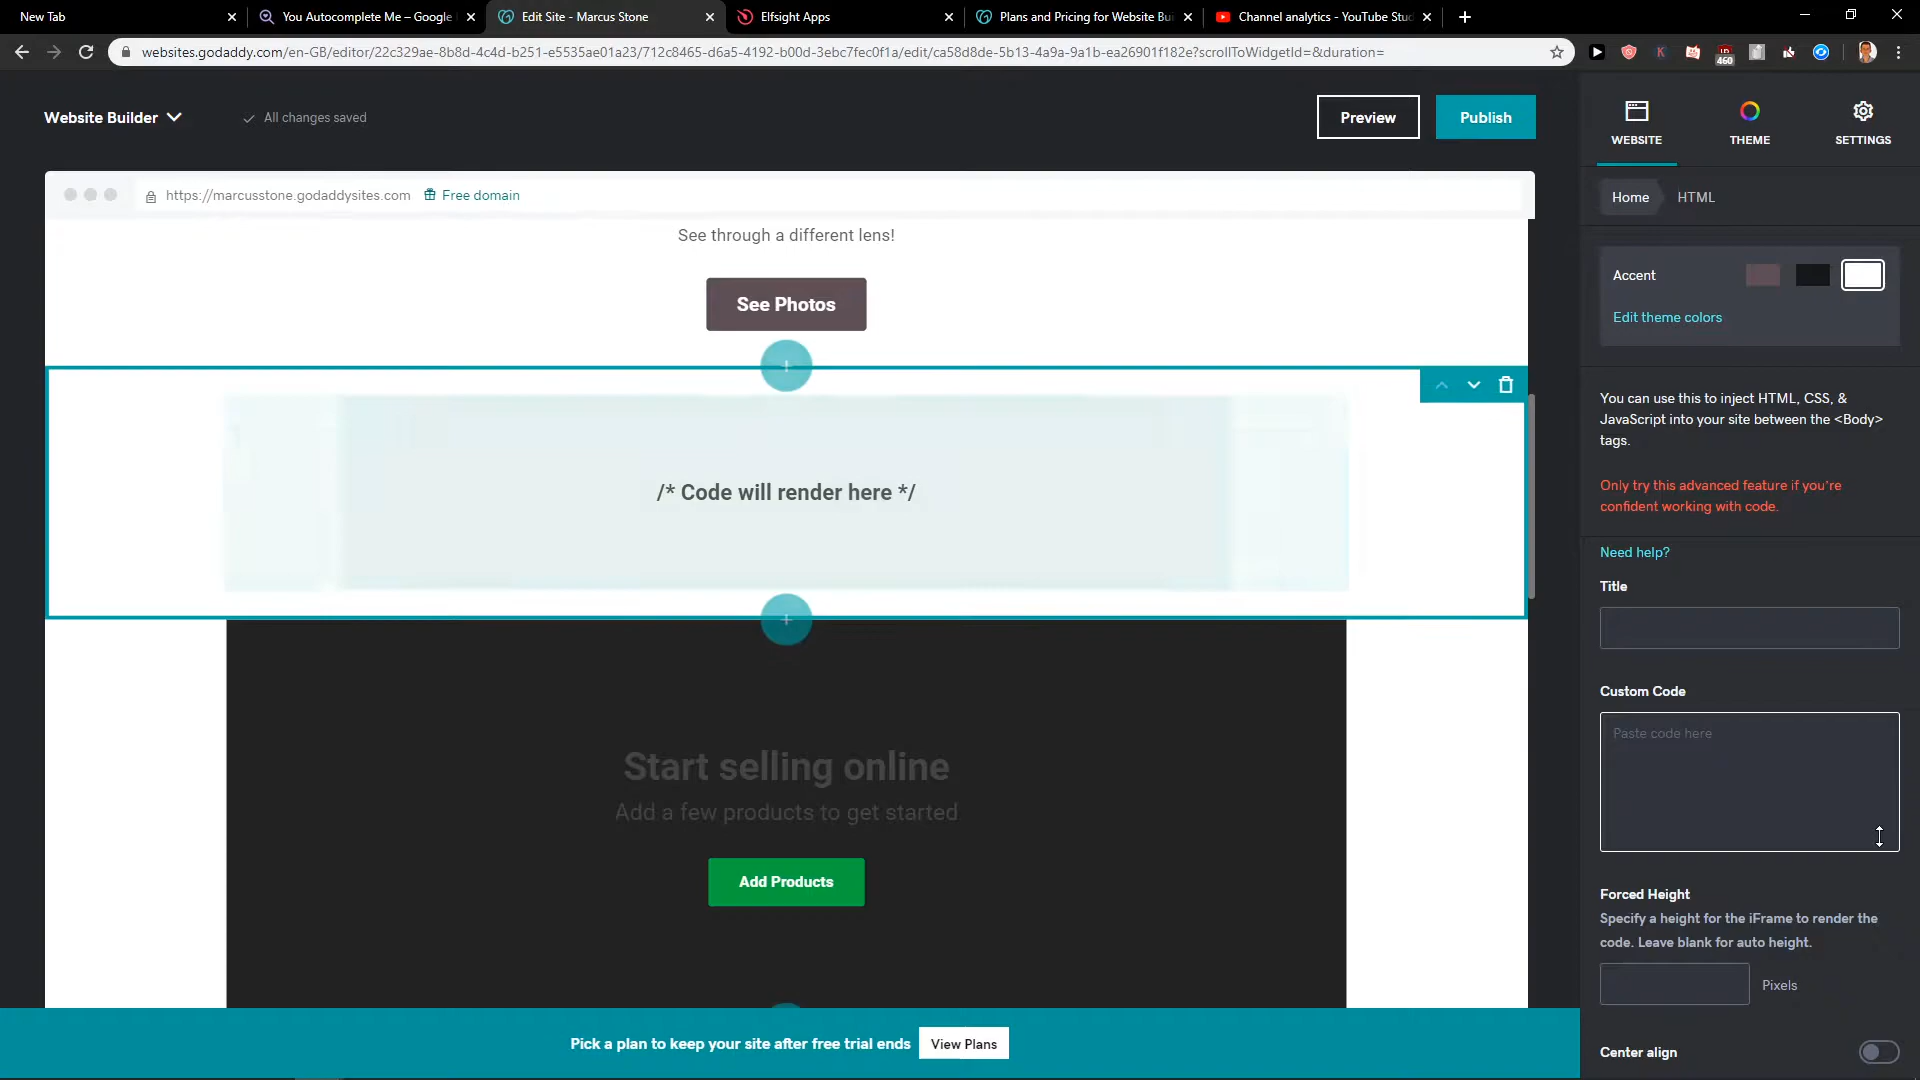 New Tab
You Autocomplete Me – Google
Edit Site - Marcus Stone
Elfsight Apps
Plans and Pricing for Website Bui
Channel analytics - YouTube Stud
websites.godaddy.com/en-GB/editor/22c329ae-8b8d-4c4d-b251-e5535ae01a23/712c8465-d6a5-4192-b00d-3ebc7fec0f1a/edit/ca58d8de-5b13-4a9a-9a1b-ea26901f182e?scrollToWidgetId=&duration=
460
Website Builder
All changes saved
Preview
Publish
WEBSITE
THEME
SETTINGS
https://marcusstone.godaddysites.com
Free domain
Home
HTML
See through a different lens!
See Photos
Accent
Edit theme colors
/* Code will render here */
You can use this to inject HTML, CSS, &
JavaScript into your site between the <Body>
tags.
Only try this advanced feature if you're
confident working with code.
Need help?
Title
Custom Code
Paste code here
Start selling online
Add a few products to get started
Add Products
Forced Height
Specify a height for the iFrame to render the
code. Leave blank for auto height.
Pixels
Center align
Pick a plan to keep your site after free trial ends
View Plans